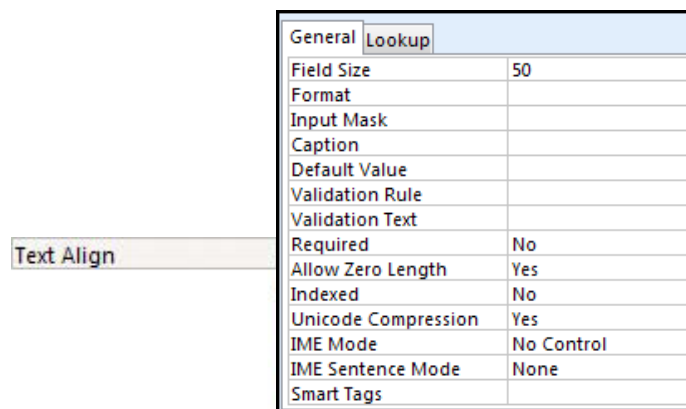 General Lookup
Field Size 50
Format
Input Mask
Caption
Default Value
Validation Rule
Validation Text
Text Align
Required No
Allow Zero Length Yes
Indexed No
Unicode Compression Yes
IME Mode No Control
IME Sentence Mode None
Smart Tags